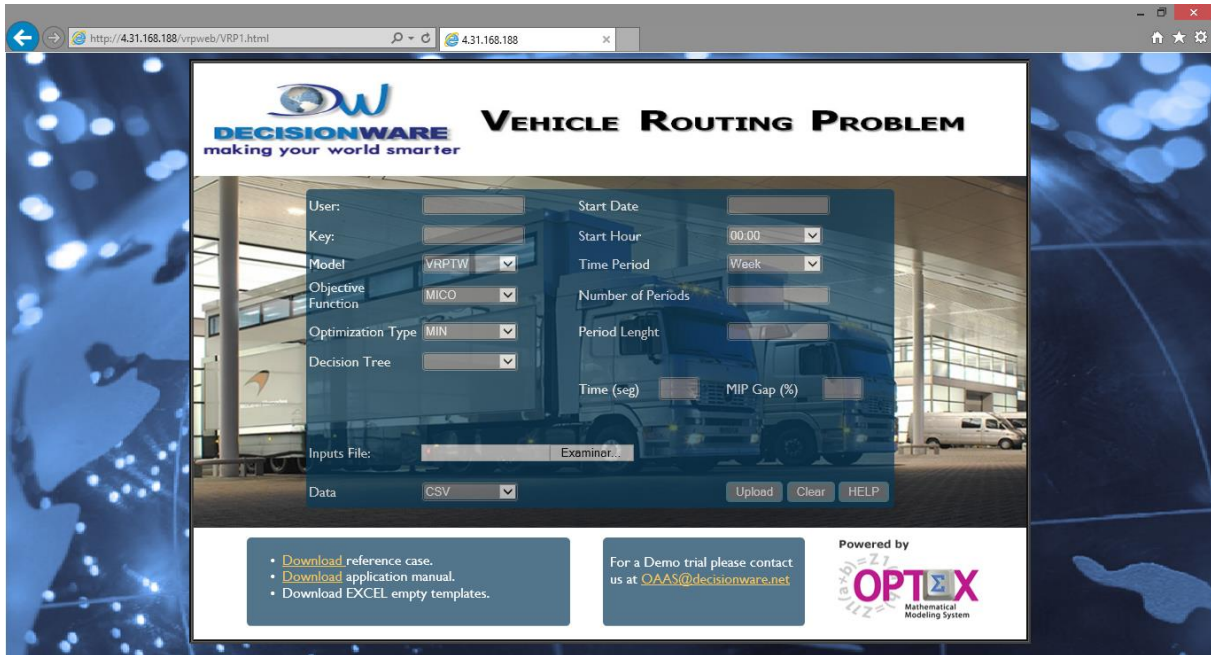 http://4.31.168.188/vrpweb/VRP1.html
4.31.168.188
DW
DECISIONWARE
making your world smarter
VEHICLE ROUTING PROBLEM
User:
Start Date
Key:
Start Hour
00:00
Model
VRPTW
Time Period
Week
Objective
Function
MICO
Number of Periods
Optimization Type
MIN
Period Lenght
Decision Tree
Time (seg)
MIP Gap (%)
Inputs File:
Examinar...
Data
CSV
Upload
Clear
HELP
• Download reference case.
• Download application manual.
• Download EXCEL empty templates.
For a Demo trial please contact
us at OAAS@decisionware.net
Powered by
OPTEX
Mathematical
Modeling System